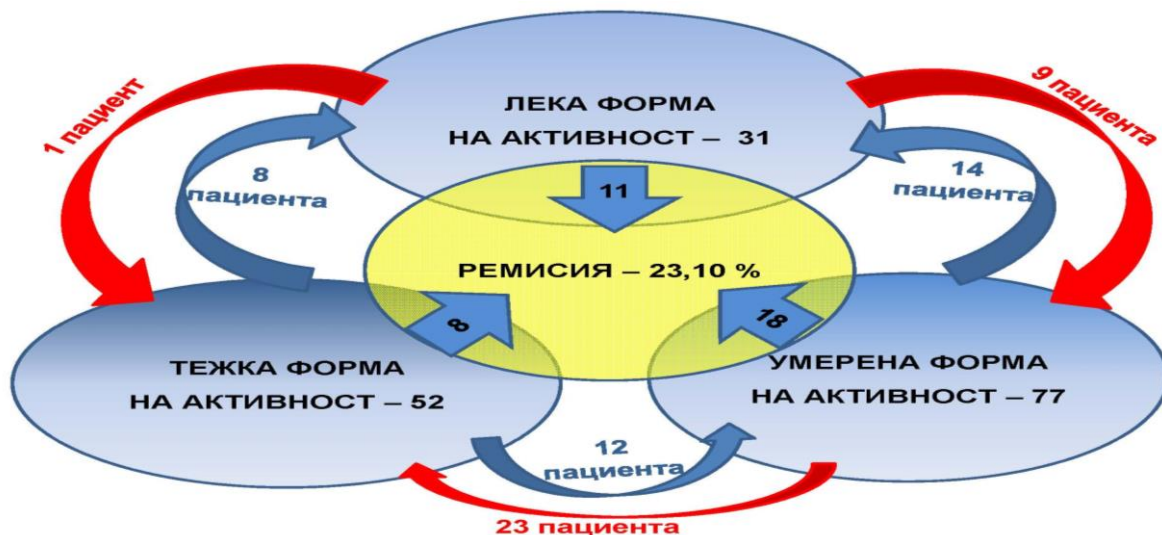 ЛЕКА ФОРМА
НА АКТИВНОСТ – 31
1 пациент
9 пациента
8
пациента
14
пациента
11
РЕМИСИЯ – 23,10 %
8
18
ТЕЖКА ФОРМА
НА АКТИВНОСТ – 52
УМЕРЕНА ФОРМА
НА АКТИВНОСТ – 77
12
пациента
23 пациента